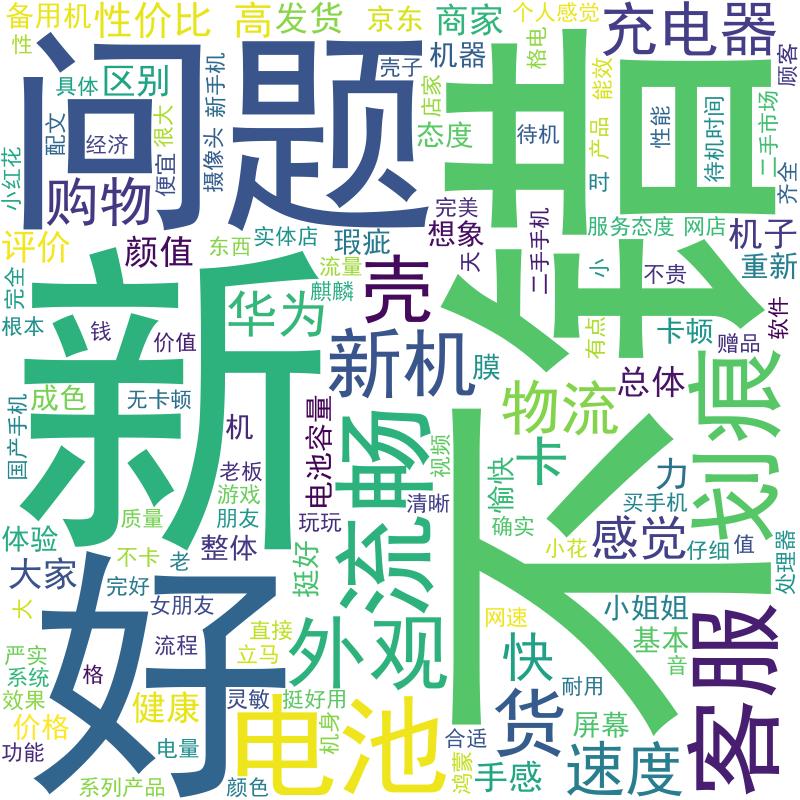 备用机
性价比
高
发货
京东
商家
个人感觉
充电器
性
问题
不错
具体
区别
新手机
壳子
机器
店家
态度
格电
能效
顾客
配文
经济
很大
便宜
摄像头
待机
产品
性能
待机时间
二手市场
小红花
购物
完美
齐全
评价
颜值
东西
实体店
瑕疵
想象
天
二手手机
服务态度
网店
机子
小
不贵
重新
完全
新
流量
麒麟
壳
华为
根本
钱
价值
新机
膜
有点
卡顿
赠品
软件
成色
无卡顿
总体
划痕
国产手机
机
电池容量
流畅
视频
物流
卡
愉快
力
买手机
老板
游戏
清晰
质量
朋友
玩玩
确实
感觉
仔细
值
处理器
体验
不卡
老
整体
挺好
小花
大家
好
完好
女朋友
外观
网速
小姐姐
客服
大
直接
流程
立马
快
基本
音
严实
系统
格
效果
健康
灵敏
挺好用
货
耐用
价格
电池
机身
屏幕
功能
电量
合适
速度
系列产品
颜色
鸿蒙
手感